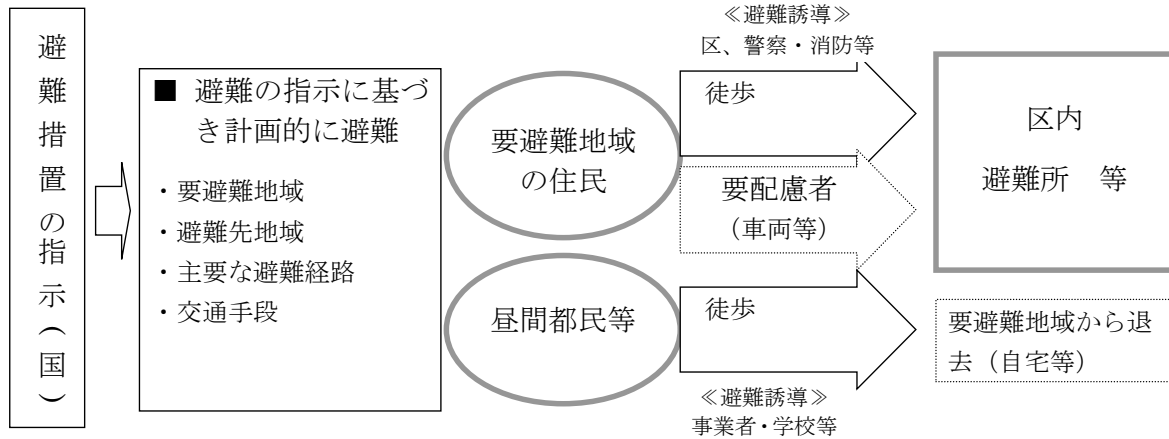 避難措置の指示（国）
■ 避難の指示に基づ
き計画的に避難
・要避難地域
・避難先地域
・主要な避難経路
・交通手段
要避難地域
の住民
昼間都民等
≪避難誘導≫
区、警察・消防等
徒歩
要配慮者
（車両等）
徒歩
≪避難誘導≫
事業者・学校等
区内
避難所　等
要避難地域から退
去（自宅等）